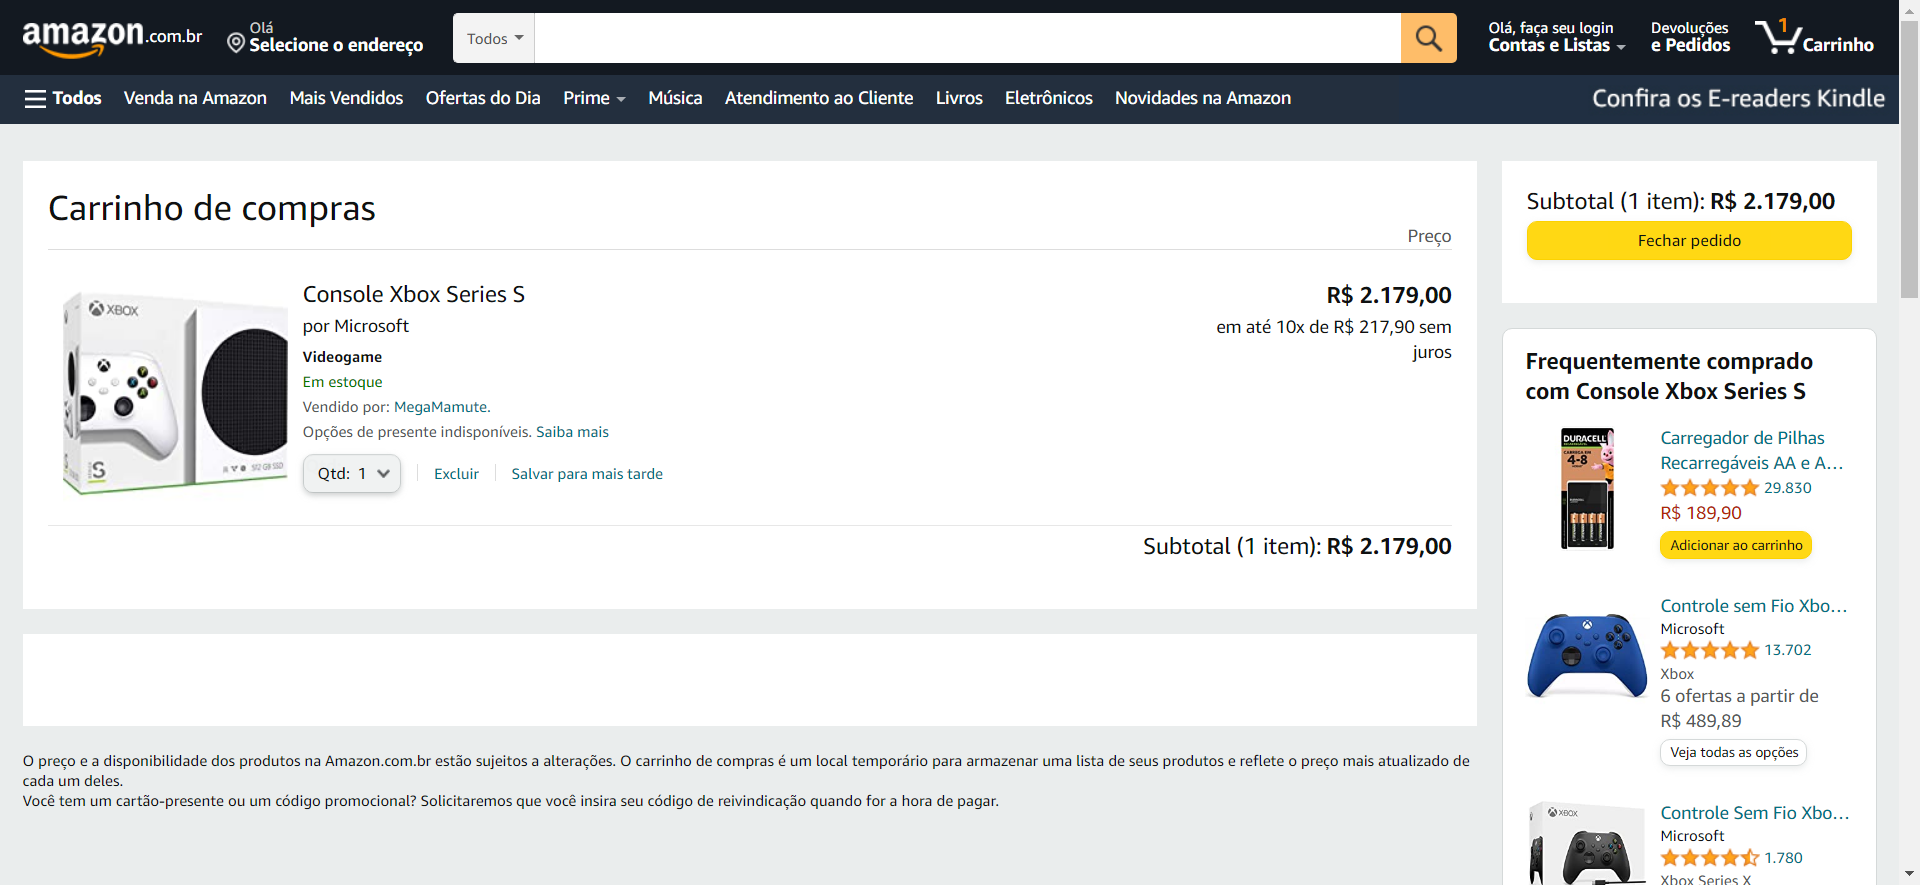 amazon.com.br
Olá
Selecione o endereço
Todos
Olá, faça seu login
Contas e Listas
Devoluções
e Pedidos
1
Carrinho
Todos
Venda na Amazon
Mais Vendidos
Ofertas do Dia
Prime
Música
Atendimento ao Cliente
Livros
Eletrônicos
Novidades na Amazon
Confira os E-readers Kindle
Carrinho de compras
Preço
XBOX
S
512 GB SSD
Console Xbox Series S
por Microsoft
Videogame
Em estoque
Vendido por: MegaMamute.
Opções de presente indisponíveis. Saiba mais
Qtd: 1
Excluir
Salvar para mais tarde
R$ 2.179,00
em até 10x de R$ 217,90 sem
juros
Subtotal (1 item): R$ 2.179,00
O preço e a disponibilidade dos produtos na Amazon.com.br estão sujeitos a alterações. O carrinho de compras é um local temporário para armazenar uma lista de seus produtos e reflete o preço mais atualizado de
cada um deles.
Você tem um cartão-presente ou um código promocional? Solicitaremos que você insira seu código de reivindicação quando for a hora de pagar.
Subtotal (1 item): R$ 2.179,00
Fechar pedido
Frequentemente comprado
com Console Xbox Series S
DURACELL
4-8
Carregador de Pilhas
Recarregáveis AA e A…
29.830
R$ 189,90
Adicionar ao carrinho
Controle sem Fio Xbo…
Microsoft
13.702
Xbox
6 ofertas a partir de
R$ 489,89
Veja todas as opções
XBOX
Controle Sem Fio Xbo…
Microsoft
1.780
Xbox Series X